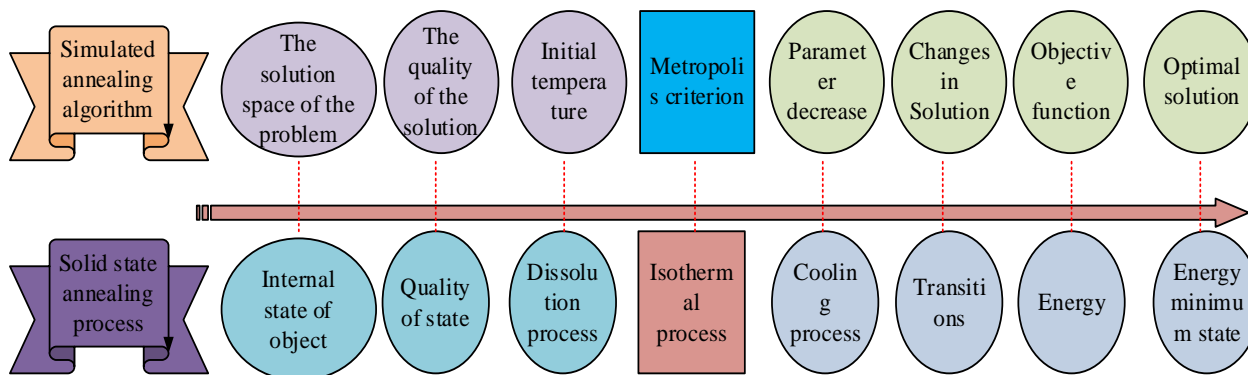 Simulated
annealing
algorithm
The
solution
space of the
problem
The
quality
of the
solution
Initial
tempera
ture
Metropoli
s criterion
Paramet
er
decrease
Changes
in
Solution
Objectiv
e
function
Optimal
solution
Solid state
annealing
process
Internal
state of
object
Quality
of state
Dissolu
tion
process
Isotherm
al
process
Coolin
g
process
Transiti
ons
Energy
Energy
minimu
m state